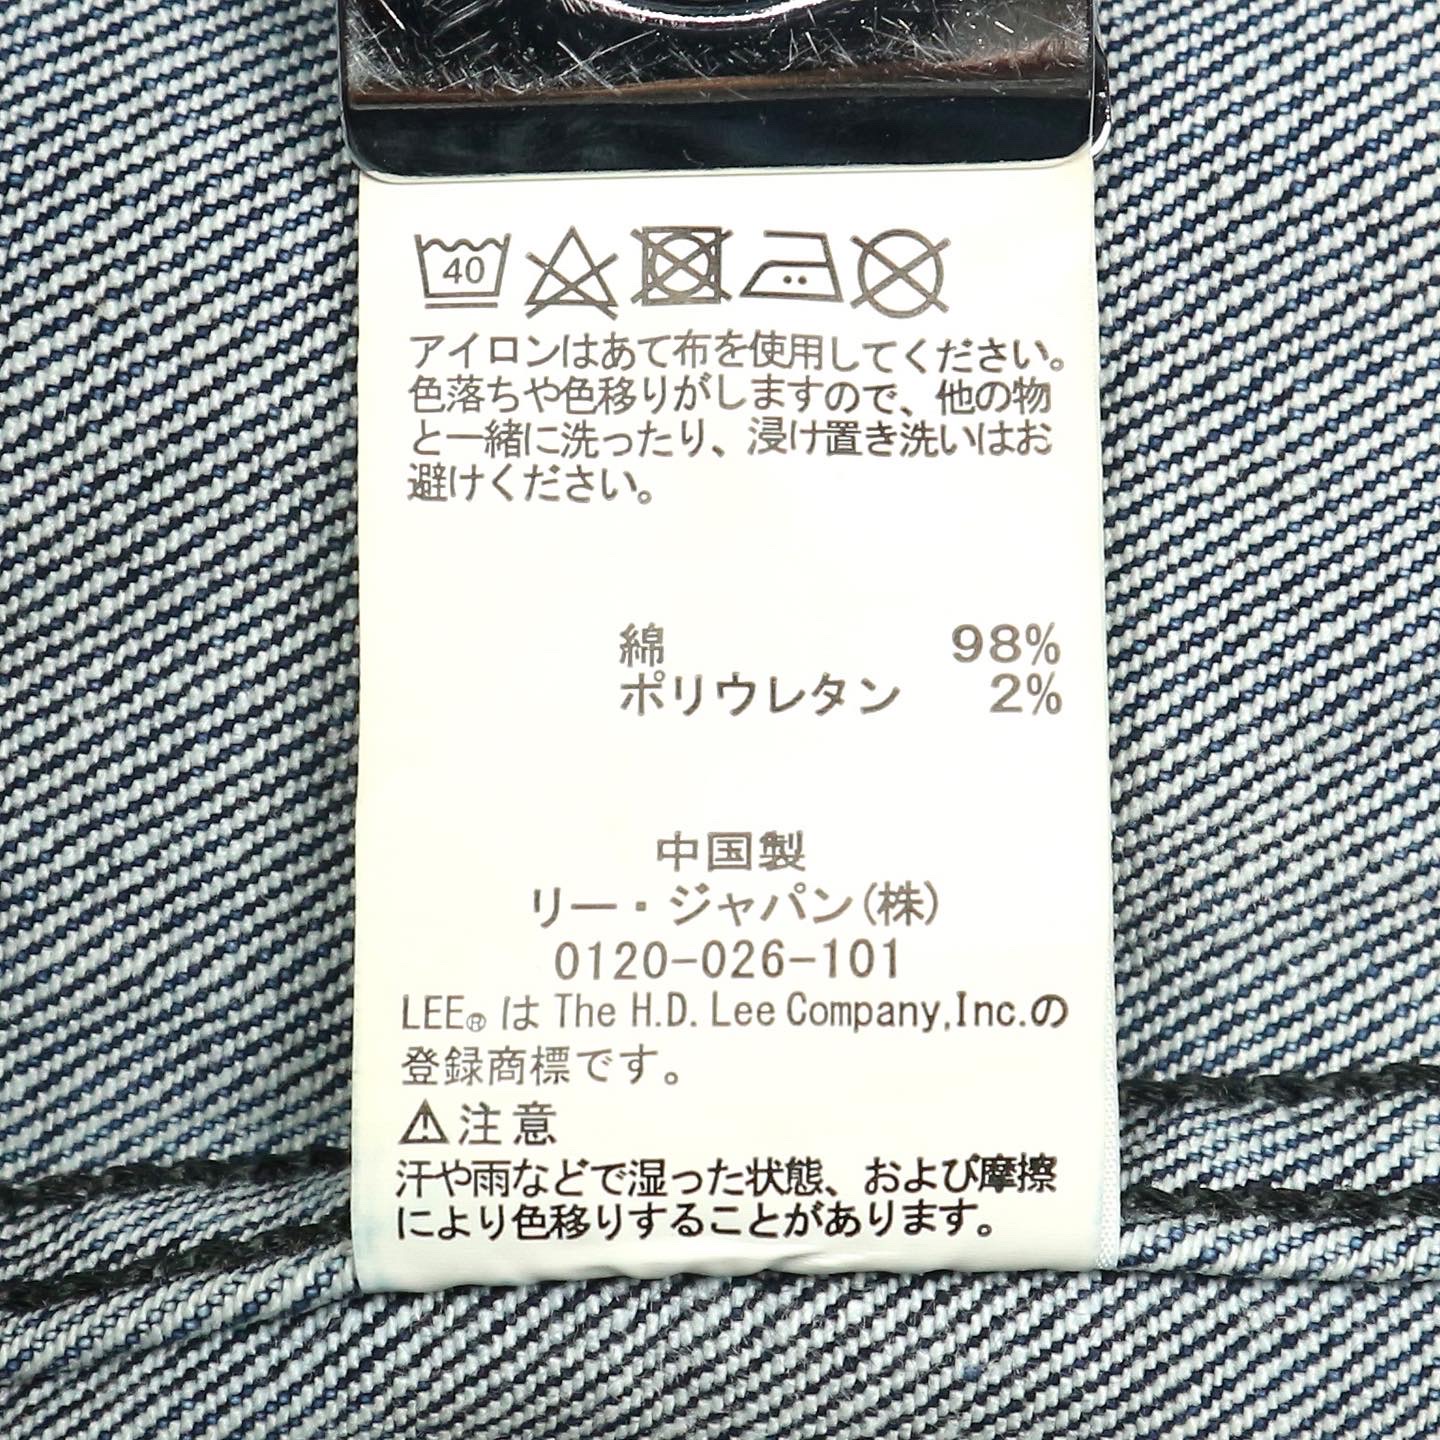 40
アイロンはあて布を使用してください。
色落ちや色移りがしますので、他の物
と一緒に洗ったり、浸け置き洗いはお
避けください。
綿 98%
ポリウレタン 2%
中国製
リー・ジャパン(株)
0120-026-101
LEE® は The H.D. Lee Company,Inc.の
登録商標です。
⚠注意
汗や雨などで湿った状態、および摩擦
により色移りすることがあります。